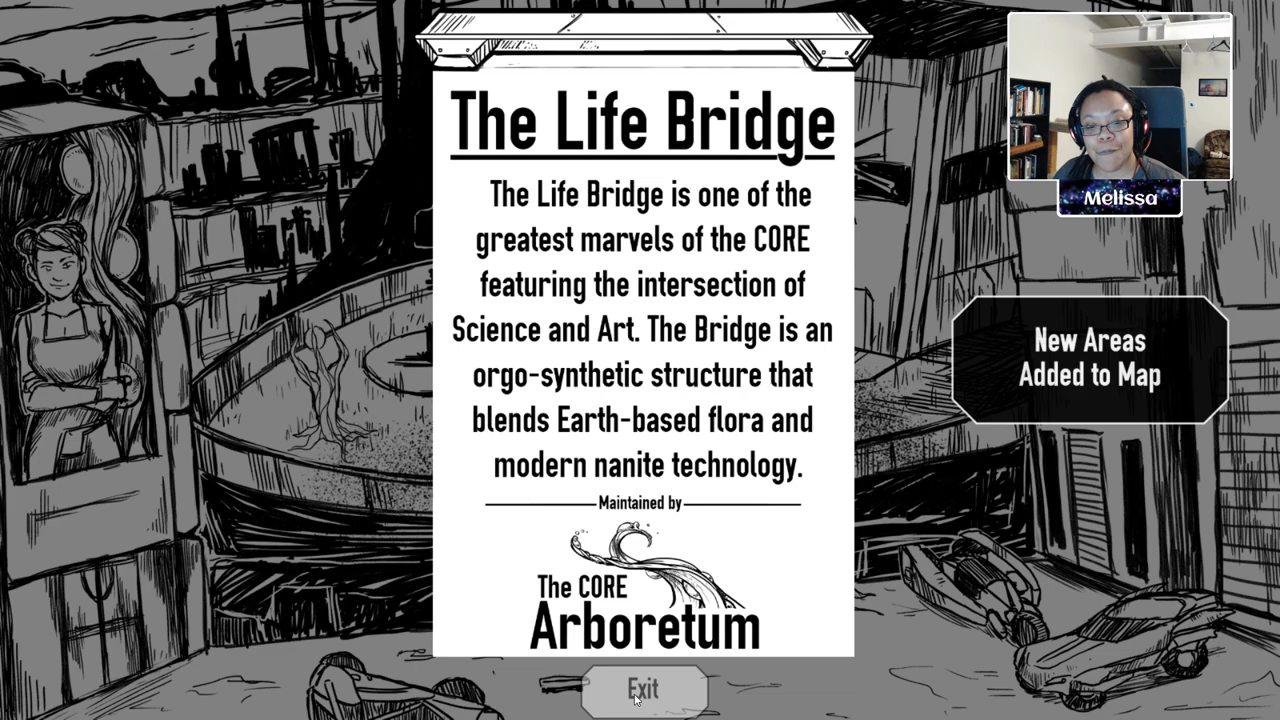 The Life Bridge
The Life Bridge is one of the
greatest marvels of the CORE
featuring the intersection of
Science and Art. The Bridge is an
orgo-synthetic structure that
blends Earth-based flora and
modern nanite technology.
Maintained by
The CORE
Arboretum
Exit
Melissa
New Areas
Added to Map